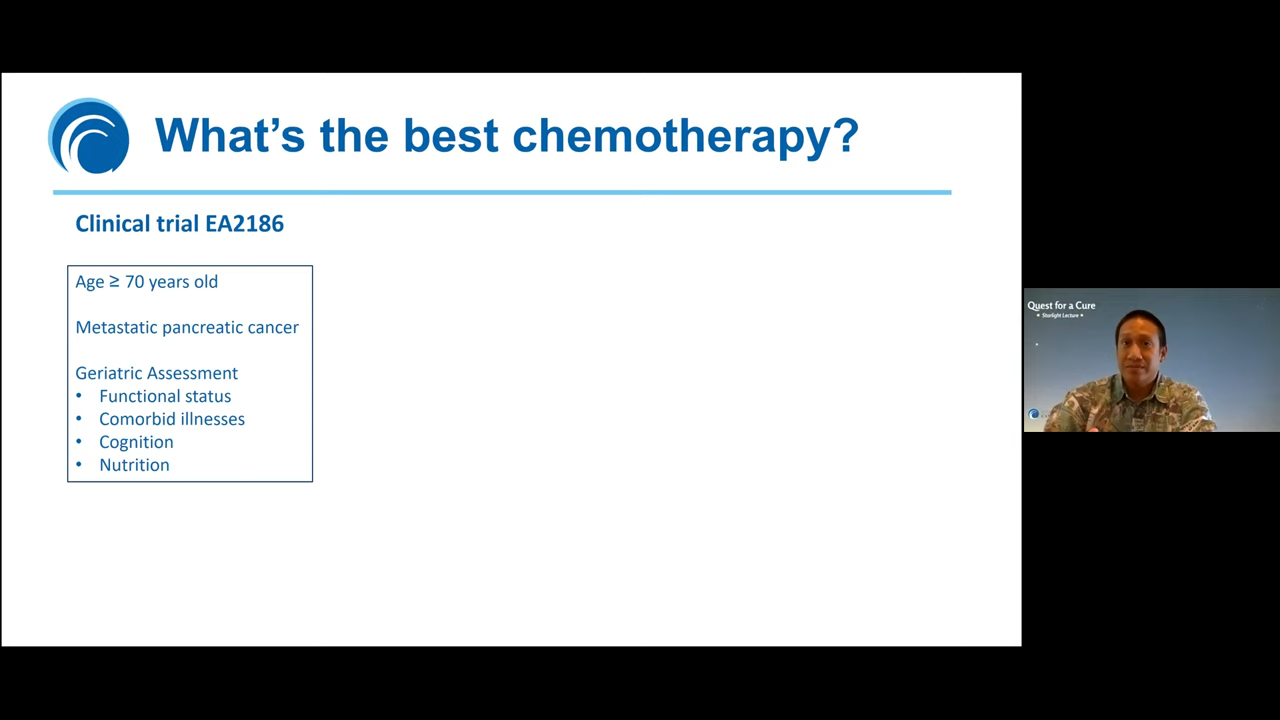 What's the best chemotherapy?
Clinical trial EA2186
Age ≥ 70 years old
Metastatic pancreatic cancer
Geriatric Assessment
• Functional status
• Comorbid illnesses
• Cognition
• Nutrition
Quest for a Cure
• Starlight Lecture •